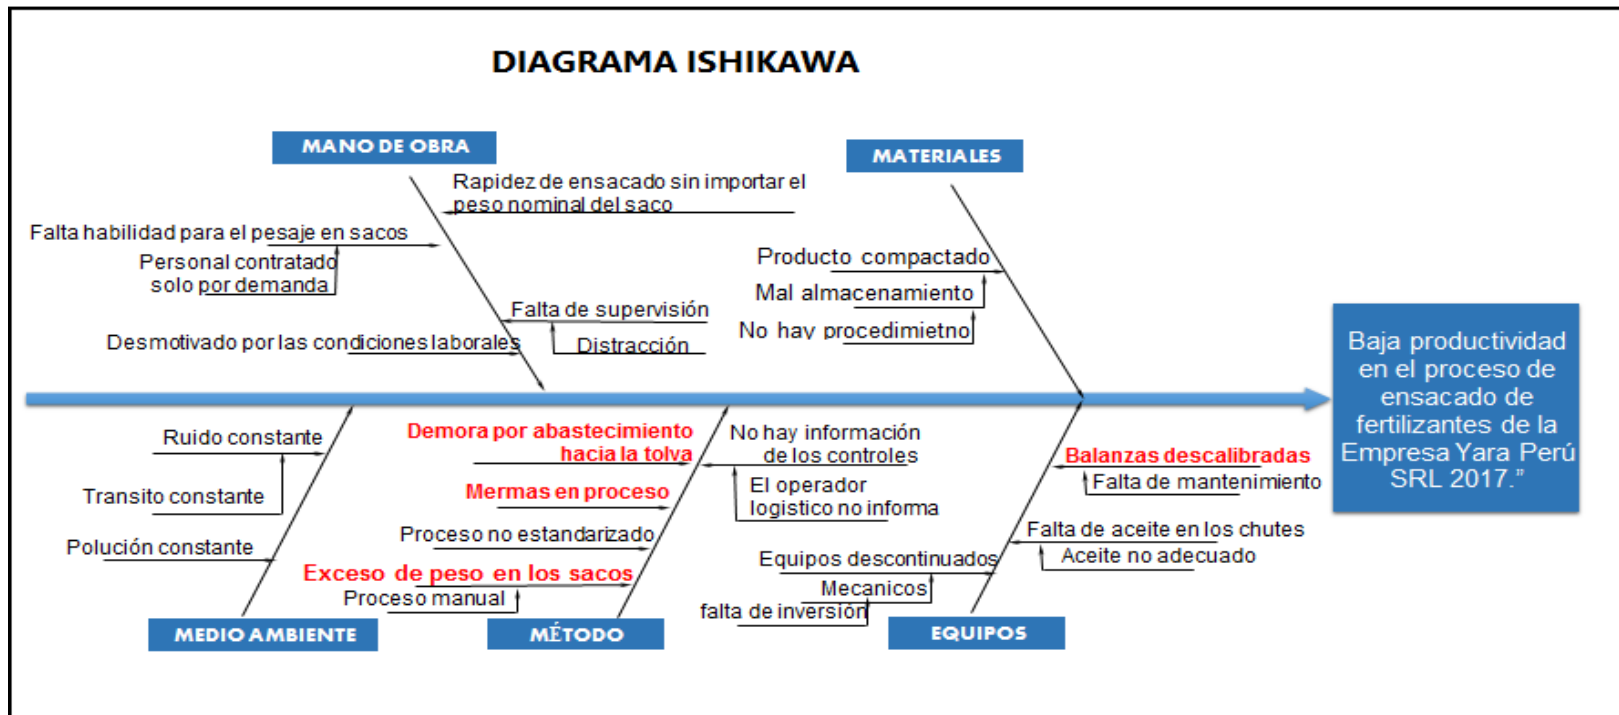 DIAGRAMA ISHIKAWA
MANO DE OBRA
MATERIALES
Rapidez de ensacado sin importar el
peso nominal del saco
Falta habilidad para el pesaje en sacos
Personal contratado
solo por demanda
Producto compactado
Mal almacenamiento
No hay procedimietno
Falta de supervisión
Distracción
Desmotivado por las condiciones laborales
Baja productividad
en el proceso de
ensacado de
fertilizantes de la
Empresa Yara Perú
SRL 2017.”
Ruido constante
Transito constante
Polución constante
Demora por abastecimiento
hacia la tolva
Mermas en proceso
Proceso no estandarizado
Exceso de peso en los sacos
Proceso manual
No hay información
de los controles
El operador
logistico no informa
Balanzas descalibradas
Falta de mantenimiento
Falta de aceite en los chutes
Aceite no adecuado
Equipos descontinuados
Mecanicos
falta de inversión
MEDIO AMBIENTE
MÉTODO
EQUIPOS